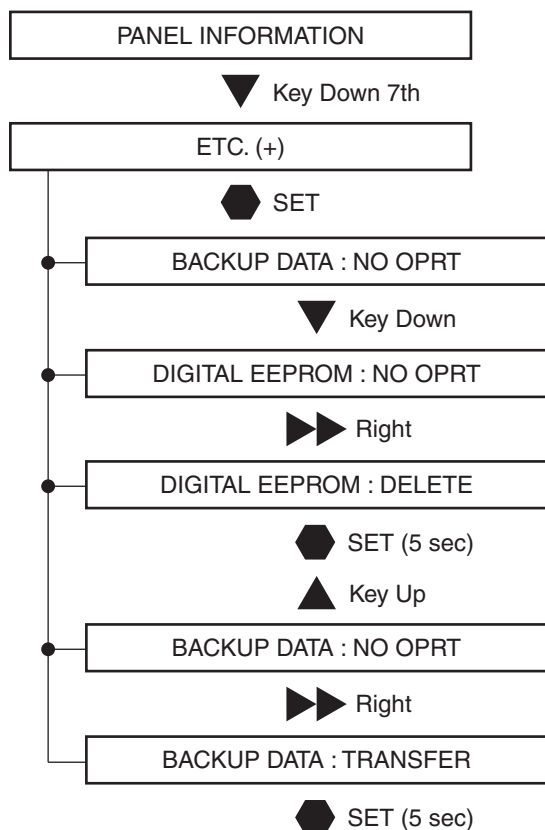 PANEL INFORMATION
Key Down 7th
ETC. (+)
SET
BACKUP DATA : NO OPRT
Key Down
DIGITAL EEPROM : NO OPRT
Right
DIGITAL EEPROM : DELETE
SET (5 sec)
Key Up
BACKUP DATA : NO OPRT
Right
BACKUP DATA : TRANSFER
SET (5 sec)